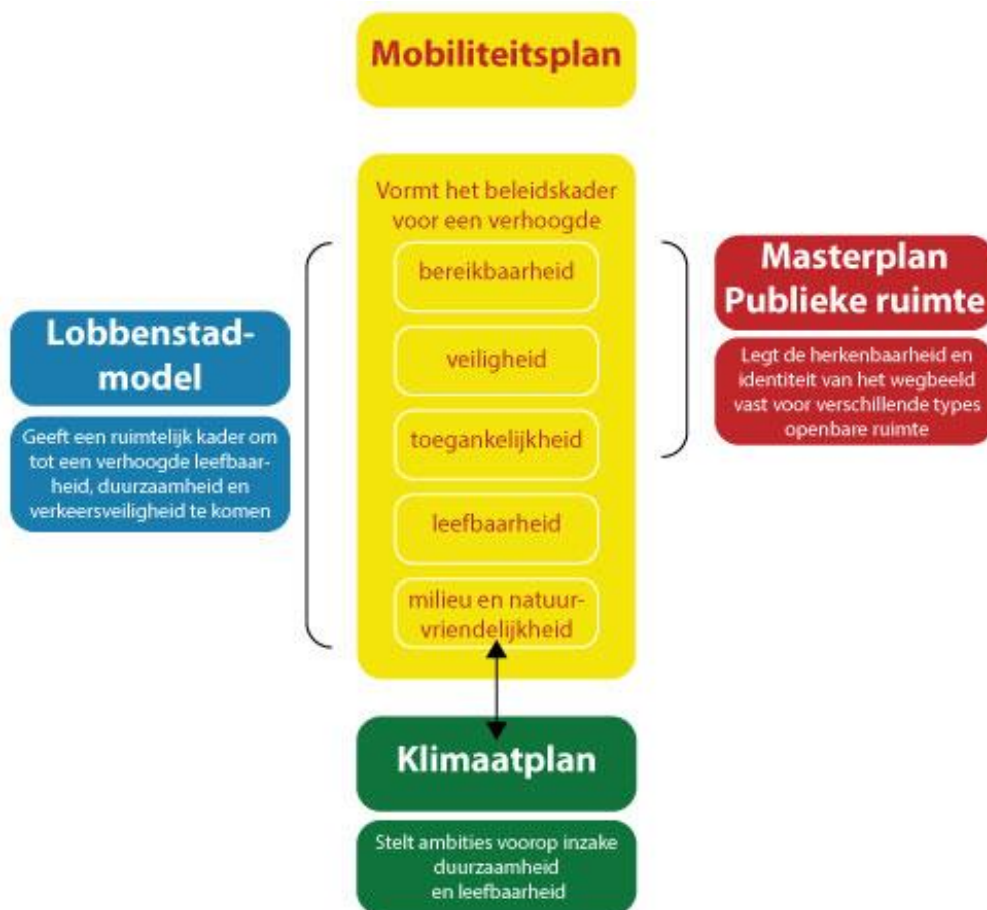 Mobiliteitsplan
Vormt het beleidskader
voor een verhoogde
bereikbaarheid
veiligheid
toegankelijkheid
leefbaarheid
milieu en natuur-
vriendelijkheid
Lobbenstad-
model
Geeft een ruimtelijk kader om
tot een verhoogde leefbaar-
heid, duurzaamheid en
verkeersveiligheid te komen
Masterplan
Publieke ruimte
Legt de herkenbaarheid en
identiteit van het wegbeeld
vast voor verschillende types
openbare ruimte
Klimaatplan
Stelt ambities voorop inzake
duurzaamheid
en leefbaarheid